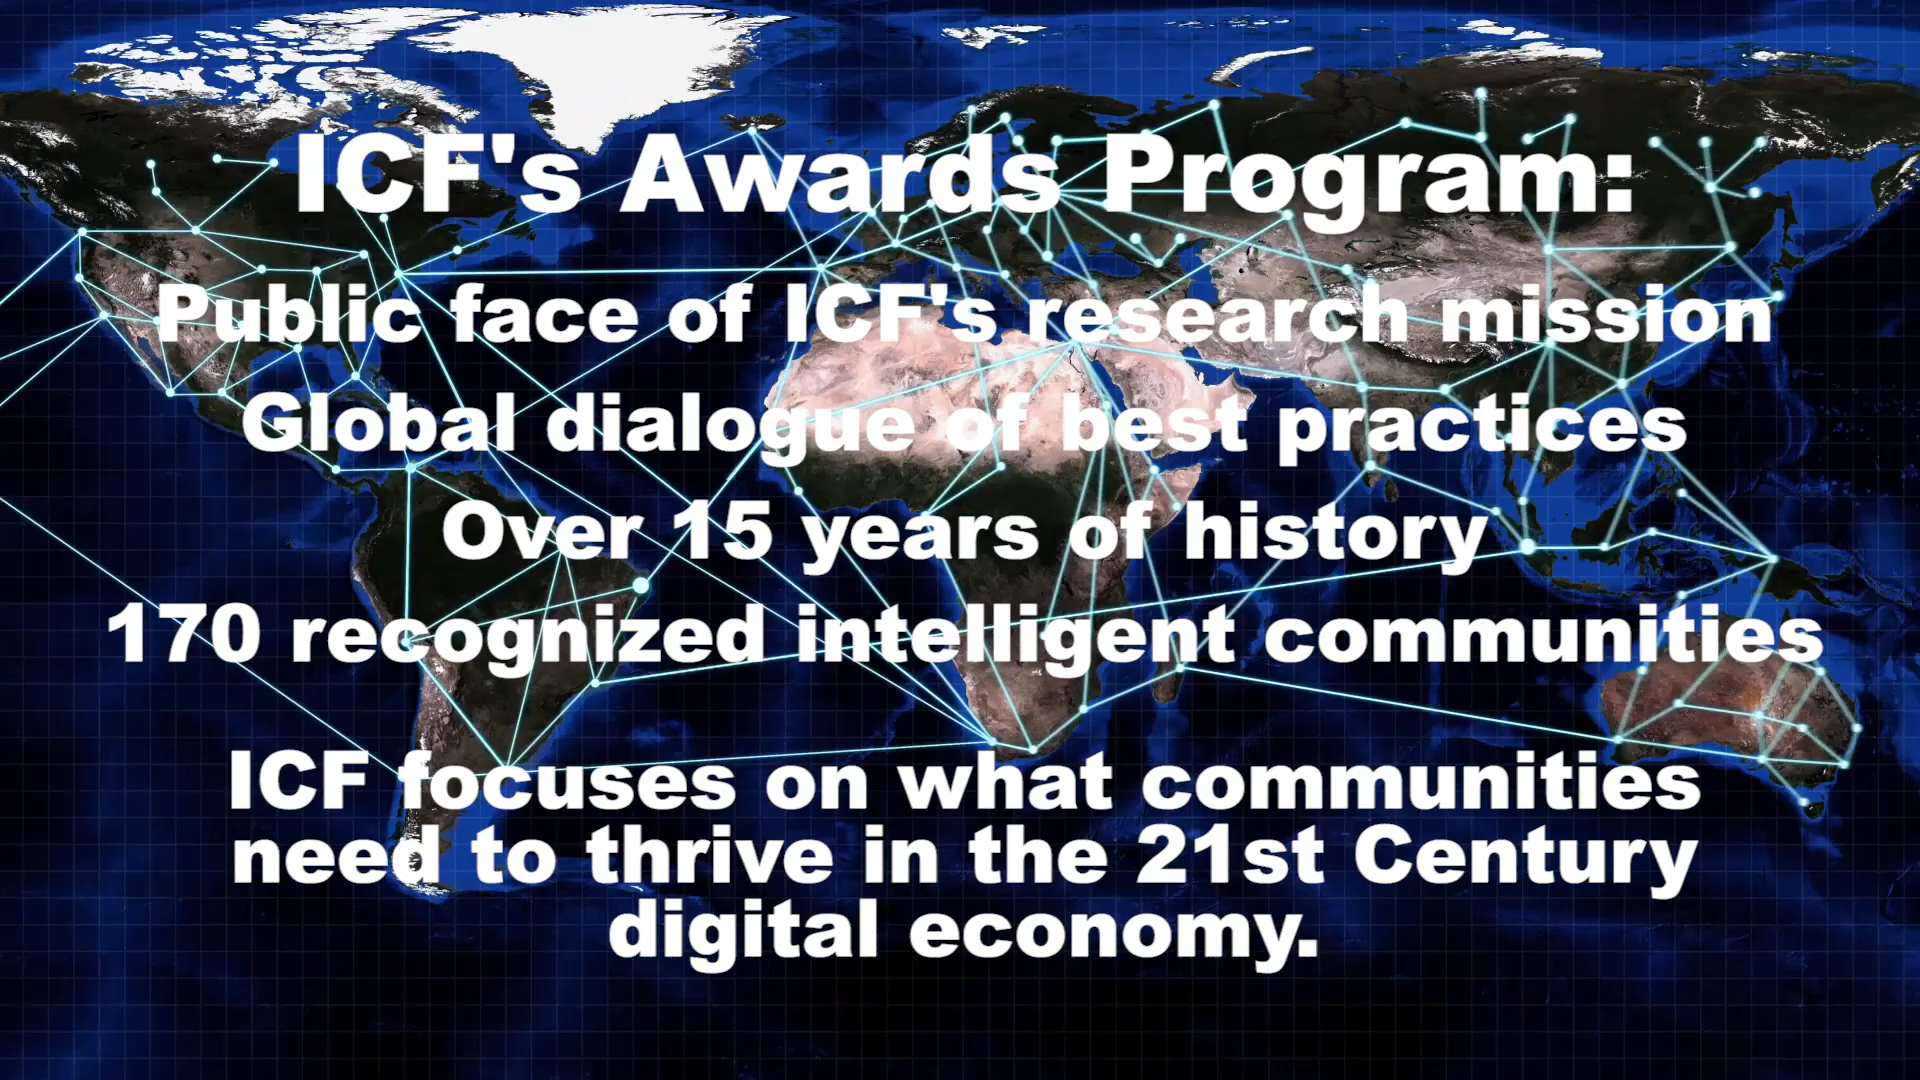 ICF's Awards Program:
Public face of ICF's research mission
Global dialogue of best practices
Over 15 years of history
170 recognized intelligent communities
ICF focuses on what communities
need to thrive in the 21st Century
digital economy.